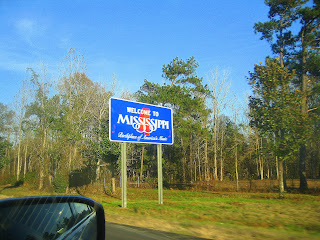 WELCOME TO
MISSISSIPPI
Birthplace of America's Music